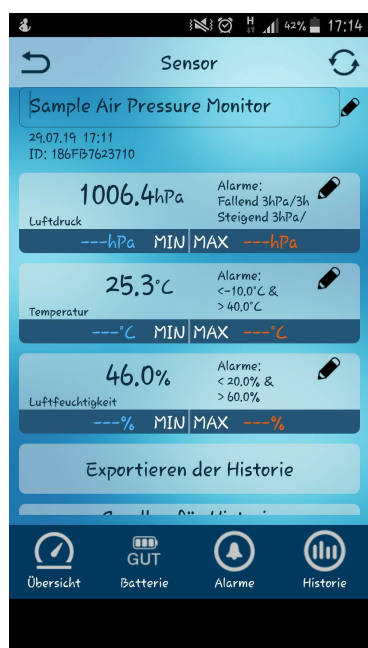 H 42% 17:14
Sensor
Sample Air Pressure Monitor
29.07.19 17:11
ID: 186FB7623710
1006.4hPa
Luftdruck
Alarme:
Fallend 3hPa/3h
Steigend 3hPa/
---hPa MIN MAX ---hPa
25.3°C
Temperatur
Alarme:
<-10.0°C &
> 40.0°C
---°C MIN MAX ---°C
46.0%
Luftfeuchtigkeit
Alarme:
< 20.0% &
> 60.0%
---% MIN MAX ---%
Exportieren der Historie
GUT
Übersicht Batterie Alarme Historie